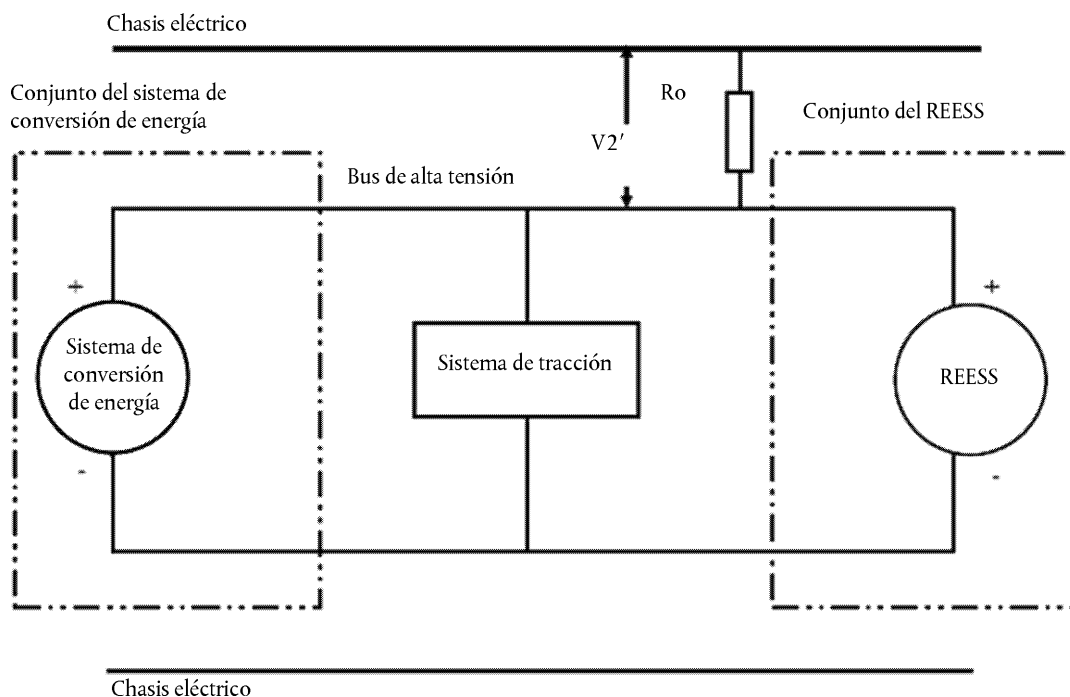 Chasis eléctrico
Conjunto del sistema de
conversión de energía
Ro
Conjunto del REESS
V2′
Bus de alta tensión
+
+
Sistema de
conversión
de energía
Sistema de tracción
REESS
-
-
Chasis eléctrico